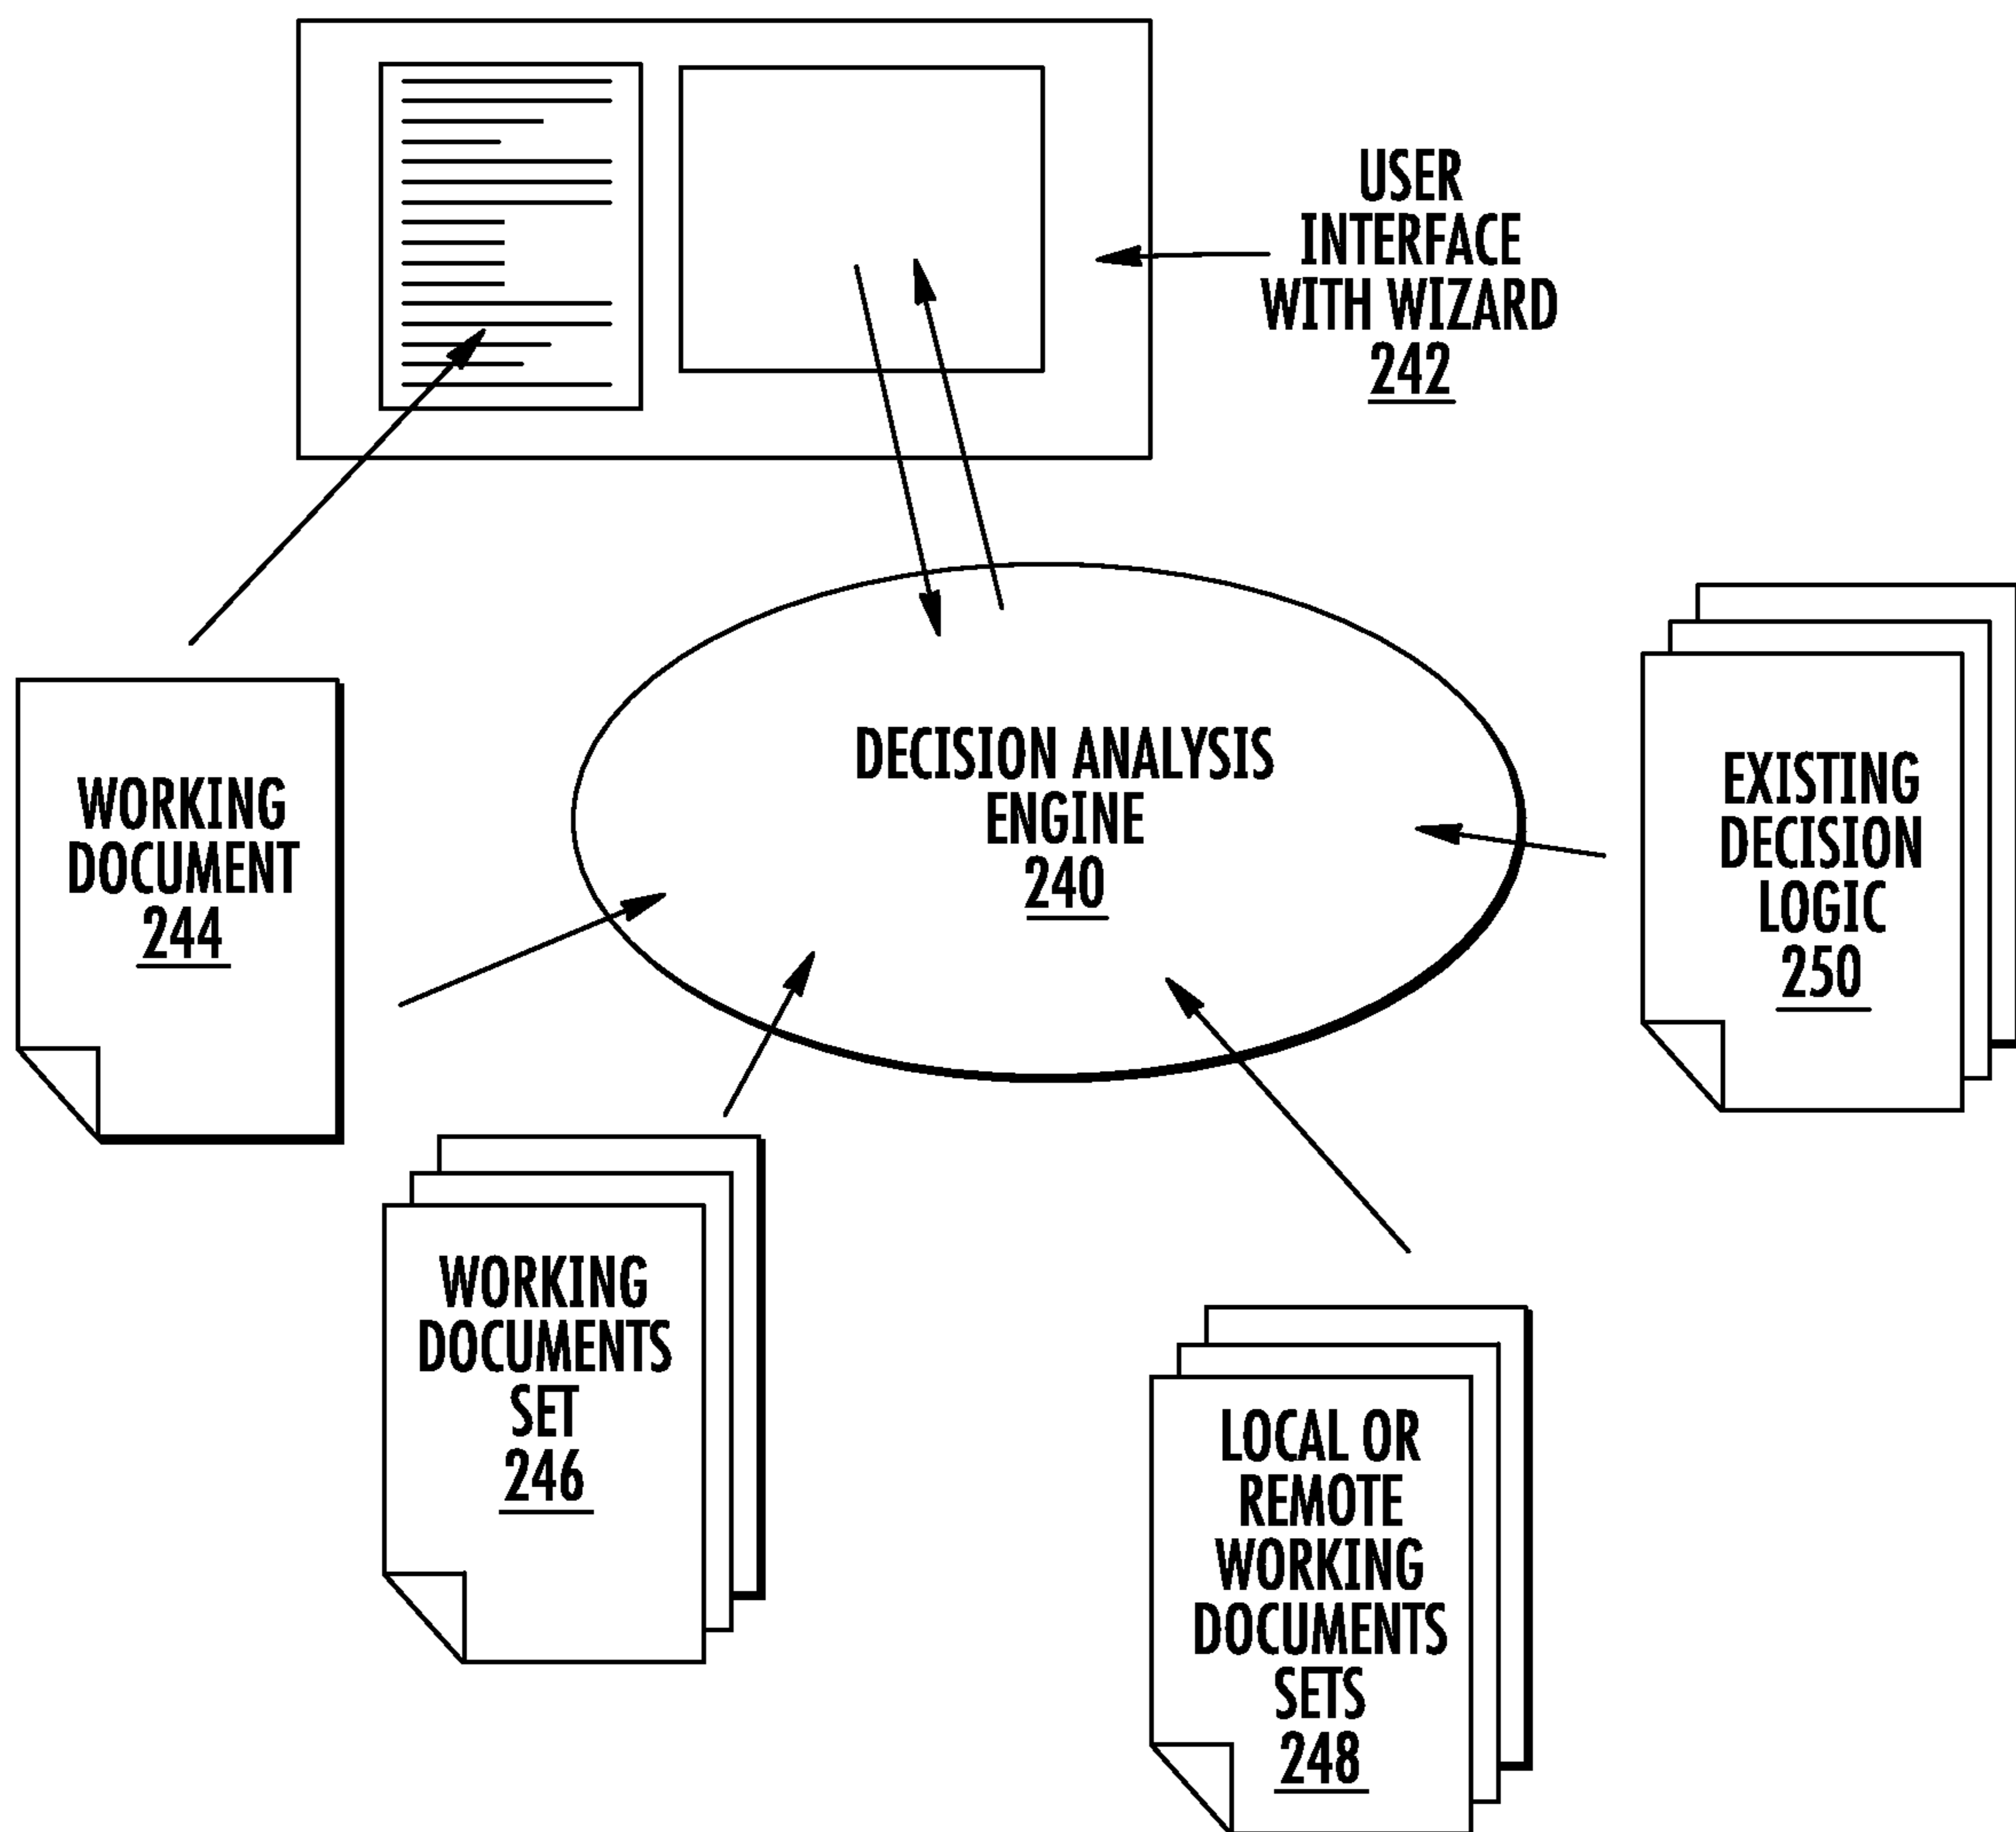 USER
INTERFACE
WITH WIZARD
242
DECISION ANALYSIS
ENGINE
240
WORKING
DOCUMENT
244
EXISTING
DECISION
LOGIC
250
WORKING
DOCUMENTS
SET
246
LOCAL OR
REMOTE
WORKING
DOCUMENTS
SETS
248